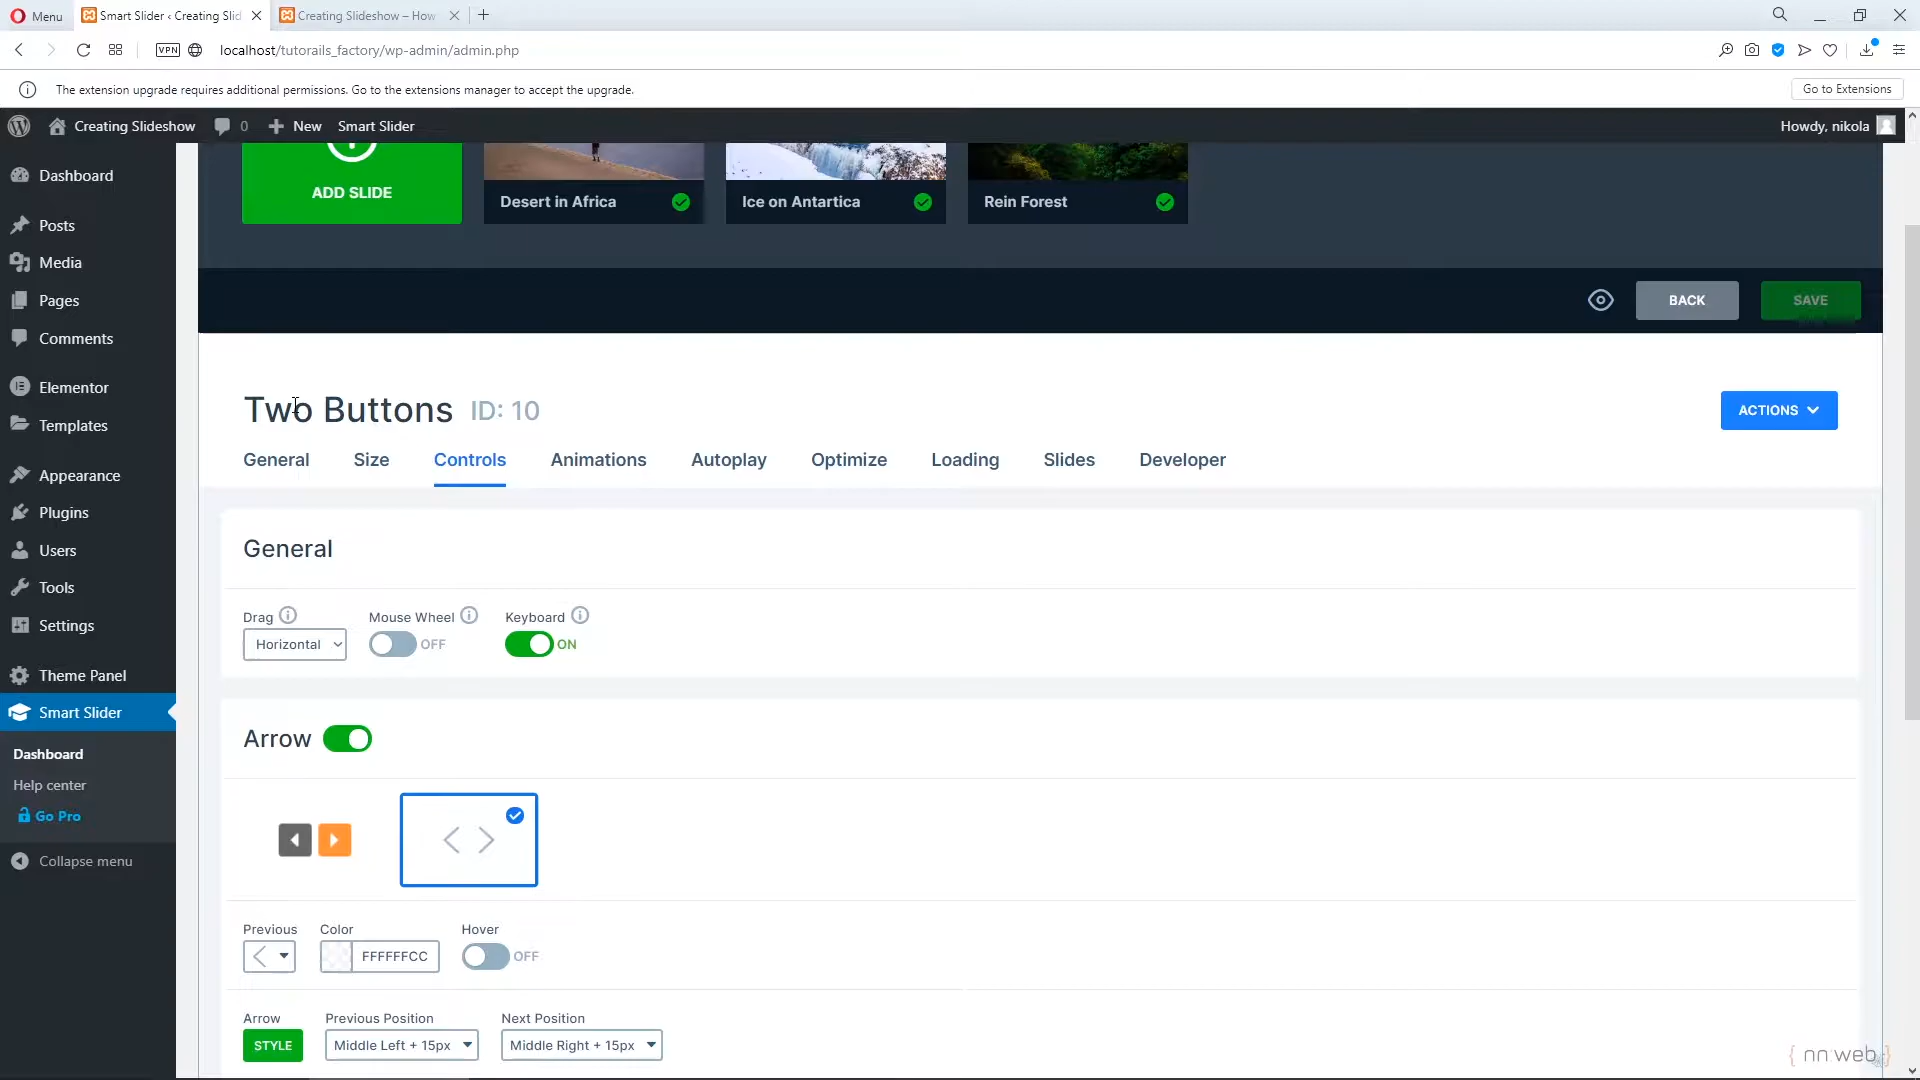 Menu
Smart Slider ‹ Creating Slid
Creating Slideshow – How
VPN
localhost/tutorails_factory/wp-admin/admin.php
The extension upgrade requires additional permissions. Go to the extensions manager to accept the upgrade.
Go to Extensions
Creating Slideshow
0
New
Smart Slider
Howdy, nikola
Dashboard
Posts
Media
Pages
Comments
Elementor
Templates
Appearance
Plugins
Users
Tools
Settings
Theme Panel
Smart Slider
Dashboard
Help center
Go Pro
Collapse menu
ADD SLIDE
Desert in Africa
Ice on Antartica
Rein Forest
BACK
SAVE
Two Buttons ID: 10
ACTIONS
General
Size
Controls
Animations
Autoplay
Optimize
Loading
Slides
Developer
General
Drag
Mouse Wheel
Keyboard
Horizontal
OFF
ON
Arrow
Previous
Color
Hover
FFFFFFCC
OFF
Arrow
Previous Position
Next Position
STYLE
Middle Left + 15px
Middle Right + 15px
{ nn:web }